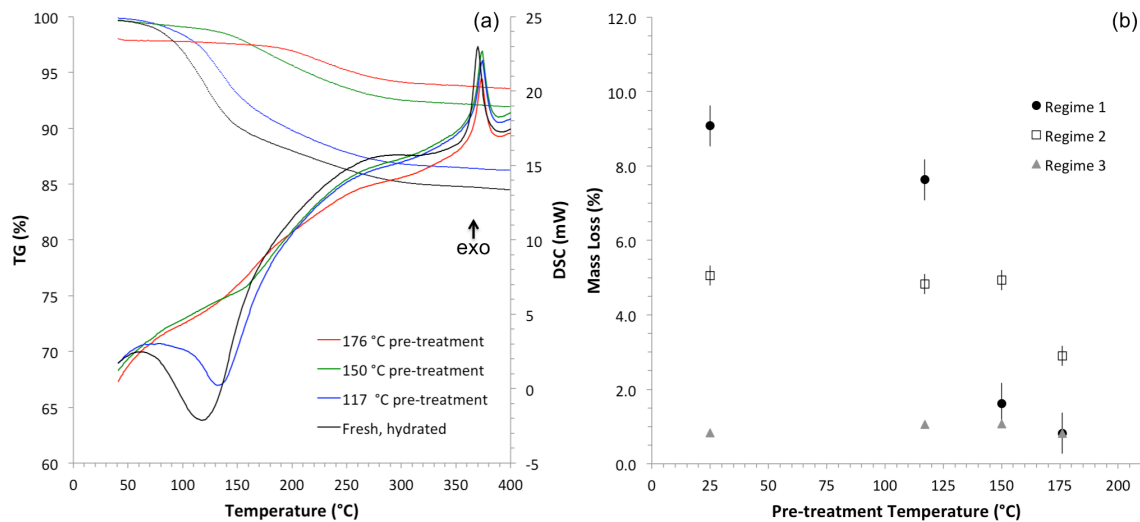 (a)
100
95
90
85
80
75
70
65
60
TG (%)
25
20
15
10
5
0
-5
DSC (mW)
exo
176 °C pre-treatment
150 °C pre-treatment
117 °C pre-treatment
Fresh, hydrated
0 50 100 150 200 250 300 350 400
Temperature (°C)
(b)
12.0
10.0
8.0
6.0
4.0
2.0
0.0
Mass Loss (%)
Regime 1
Regime 2
Regime 3
0 25 50 75 100 125 150 175 200
Pre-treatment Temperature (°C)